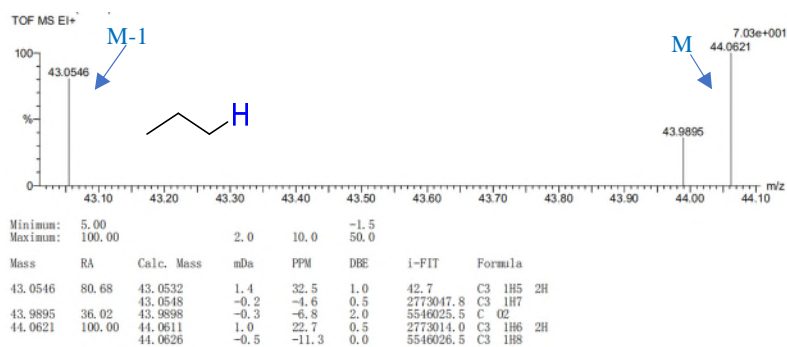 TOF MS EI+
M-1
7.03e+001
100
43.0546
M
44.0621
H
%
43.9895
0
m/z
43.10 43.20 43.30 43.40 43.50 43.60 43.70 43.80 43.90 44.00 44.10
Minimum: 5.00 -1.5
Maximum: 100.00 2.0 10.0 50.0
Mass RA Calc. Mass mDa PPM DBE i-FIT Formula
43.0546 80.68 43.0532 1.4 32.5 1.0 42.7 C3 1H5 2H
43.0548 -0.2 -4.6 0.5 2773047.8 C3 1H7
43.9895 36.02 43.9898 -0.3 -6.8 2.0 5546025.5 C O2
44.0621 100.00 44.0611 1.0 22.7 0.5 2773014.0 C3 1H6 2H
44.0626 -0.5 -11.3 0.0 5546026.5 C3 1H8